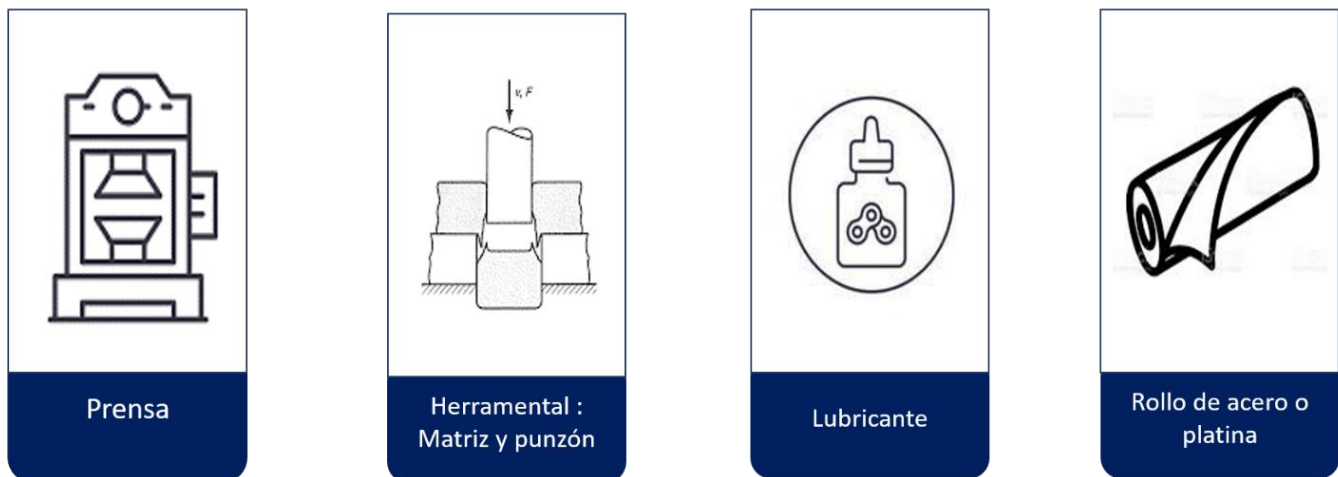 v, F
Prensa
Herramental :
Matriz y punzón
Lubricante
Rollo de acero o
platina